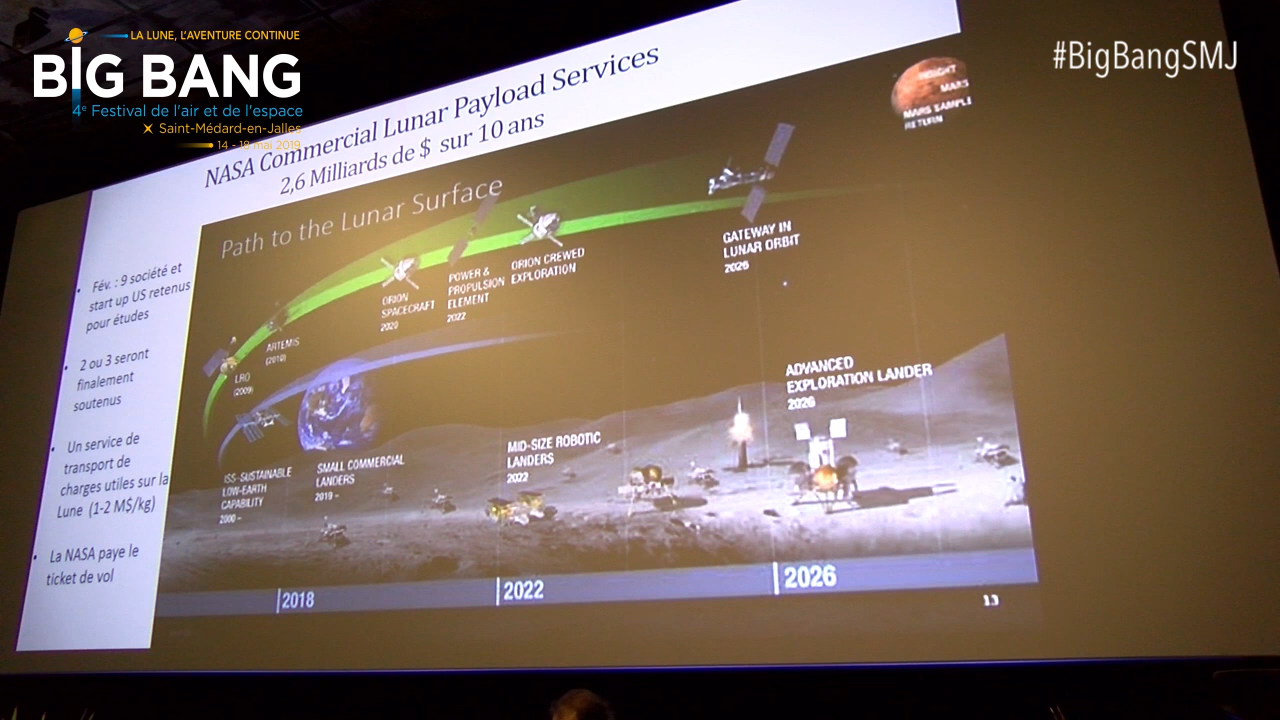 LA LUNE, L'AVENTURE CONTINUE
BIG BANG
4e Festival de l'air et de l'espace
Saint-Médard-en-Jalles
14 - 18 mai 2019
#BigBangSMJ
NASA Commercial Lunar Payload Services
2,6 Milliards de $ sur 10 ans
Path to the Lunar Surface
INSIGHT
MARS
MARS SAMPLE
RETURN
GATEWAY IN
LUNAR ORBIT
2026
ORION CREWED
EXPLORATION
POWER &
PROPULSION
ELEMENT
2022
ORION
SPACECRAFT
2020
ARTEMIS
(2010)
LRO
(2009)
• Fév. : 9 société et
start up US retenus
pour études
• 2 ou 3 seront
finalement
soutenus
• Un service de
transport de
charges utiles sur la
Lune (1-2 M$/kg)
• La NASA paye le
ticket de vol
ISS-SUSTAINABLE
LOW-EARTH
CAPABILITY
2000 –
SMALL COMMERCIAL
LANDERS
2019 –
MID-SIZE ROBOTIC
LANDERS
2022
ADVANCED
EXPLORATION LANDER
2026
2018
2022
2026
13